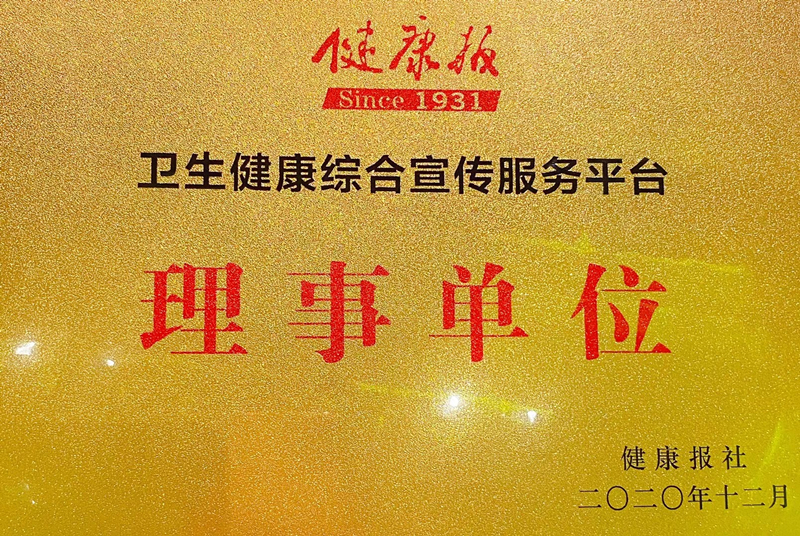 健康报
Since 1931
卫生健康综合宣传服务平台
理事单位
健康报社
二〇二〇年十二月